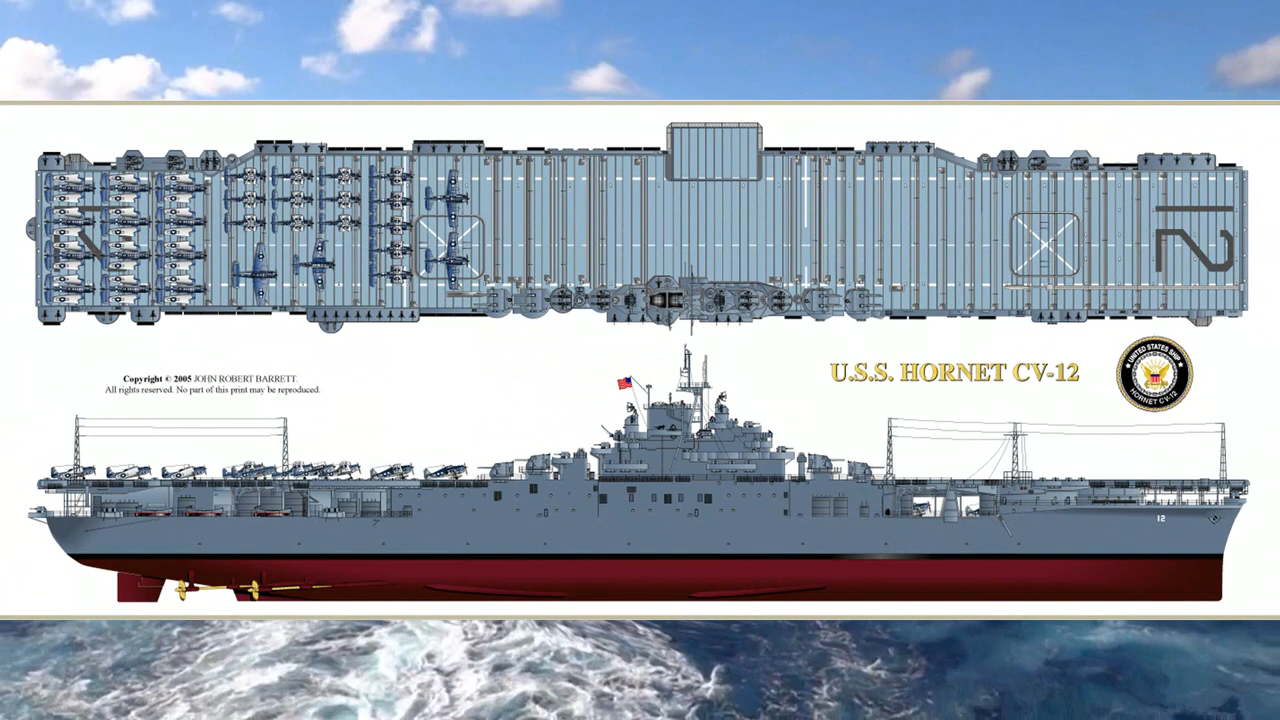 12
Copyright © 2005 JOHN ROBERT BARRETT.
All rights reserved. No part of this print may be reproduced.
U.S.S. HORNET CV-12
UNITED STATES SHIP
HORNET CV-12
12